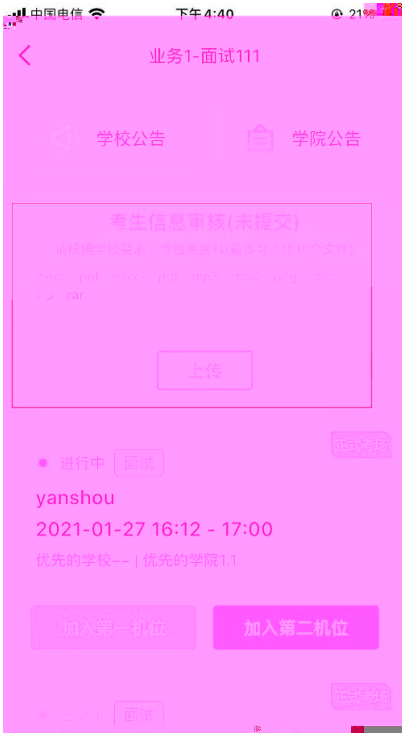 中国电信 下午4:40 21%
业务1-面试111
学校公告 学院公告
考生信息审核(未提交)
rar
上传
进行中 面试 正式考场
yanshou
2021-01-27 16:12 - 17:00
优先的学校~~ | 优先的学院1.1
加入第一机位 加入第二机位
正式考场
面试